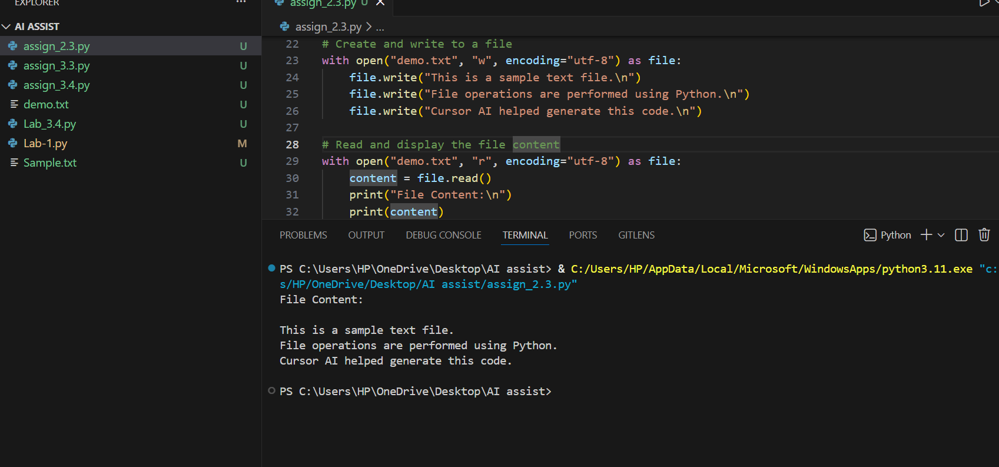 EXPLORER
...
AI ASSIST
assign_2.3.py U
assign_3.3.py U
assign_3.4.py U
demo.txt U
Lab_3.4.py U
Lab-1.py M
Sample.txt U
assign_2.3.py U
assign_2.3.py > ...
22 # Create and write to a file
23 with open("demo.txt", "w", encoding="utf-8") as file:
24     file.write("This is a sample text file.\n")
25     file.write("File operations are performed using Python.\n")
26     file.write("Cursor AI helped generate this code.\n")
27
28 # Read and display the file content
29 with open("demo.txt", "r", encoding="utf-8") as file:
30     content = file.read()
31     print("File Content:\n")
32     print(content)
PROBLEMS OUTPUT DEBUG CONSOLE TERMINAL PORTS GITLENS Python
PS C:\Users\HP\OneDrive\Desktop\AI assist> & C:/Users/HP/AppData/Local/Microsoft/WindowsApps/python3.11.exe "c:
s/HP/OneDrive/Desktop/AI assist/assign_2.3.py"
File Content:
This is a sample text file.
File operations are performed using Python.
Cursor AI helped generate this code.
PS C:\Users\HP\OneDrive\Desktop\AI assist>